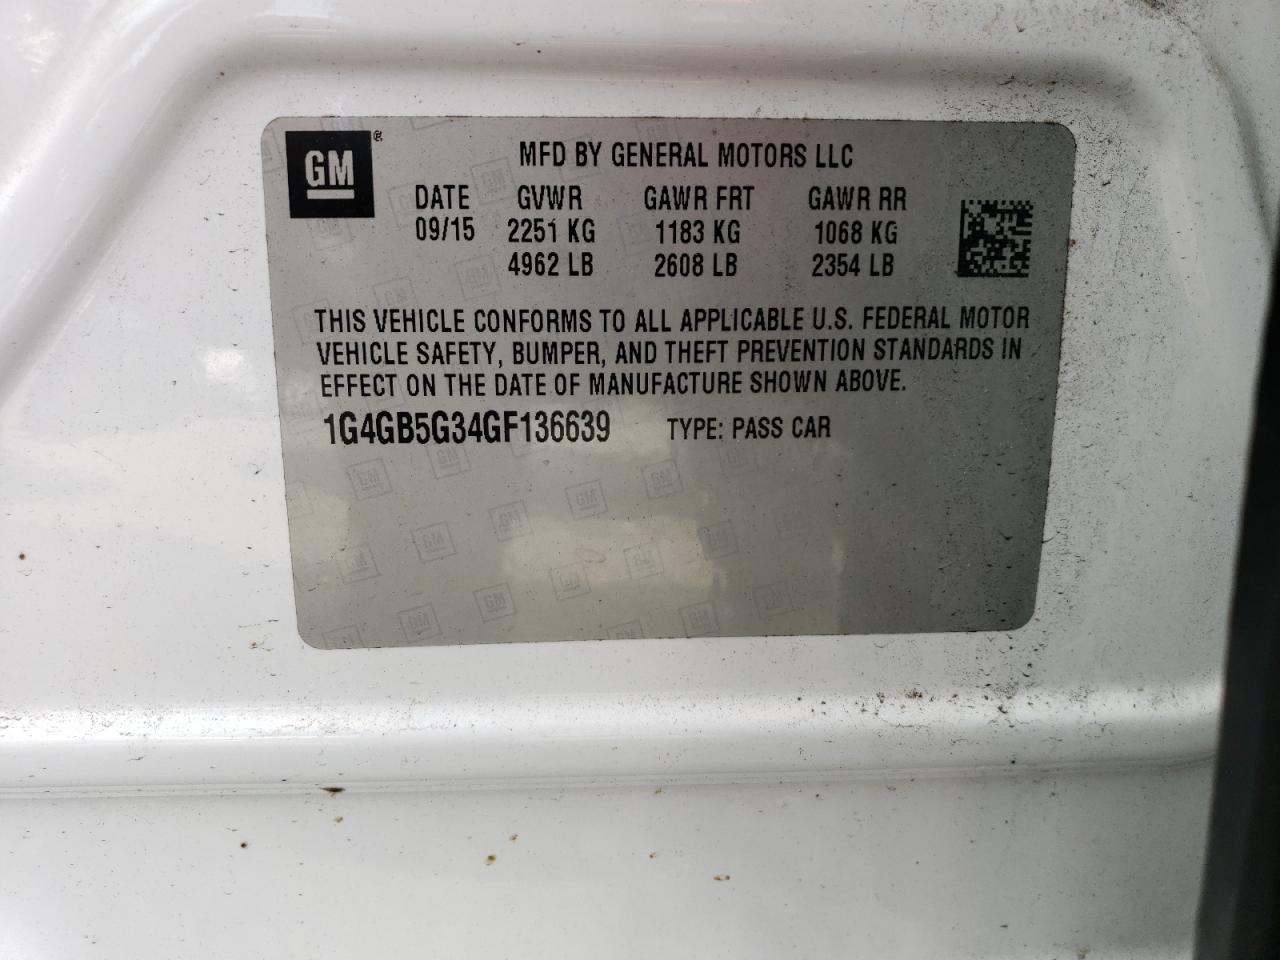 GM ®
MFD BY GENERAL MOTORS LLC
DATE GVWR GAWR FRT GAWR RR
09/15 2251 KG 1183 KG 1068 KG
4962 LB 2608 LB 2354 LB
THIS VEHICLE CONFORMS TO ALL APPLICABLE U.S. FEDERAL MOTOR
VEHICLE SAFETY, BUMPER, AND THEFT PREVENTION STANDARDS IN
EFFECT ON THE DATE OF MANUFACTURE SHOWN ABOVE.
1G4GB5G34GF136639 TYPE: PASS CAR